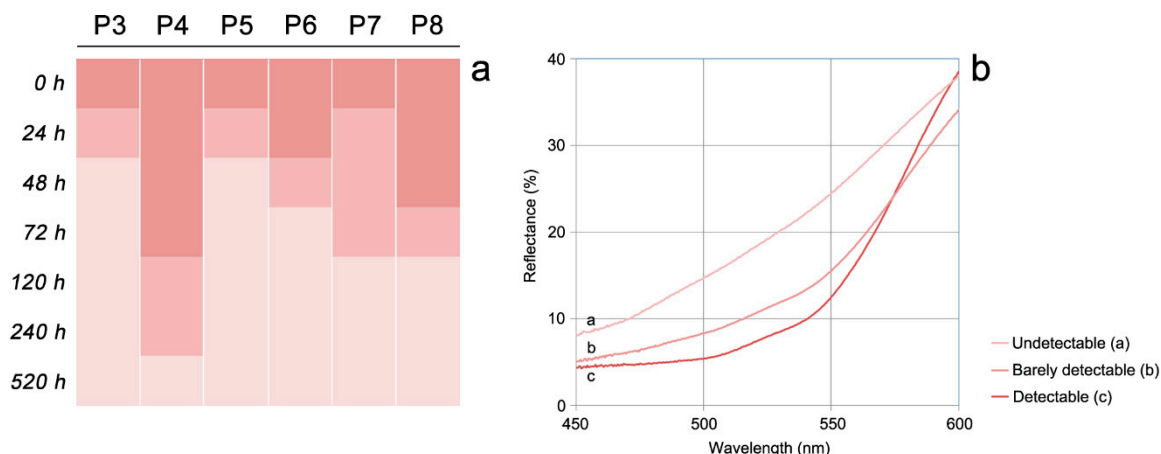 P3 P4 P5 P6 P7 P8
a
0 h
24 h
48 h
72 h
120 h
240 h
520 h
b
Reflectance (%)
40
30
20
10
0
a
b
c
450 500 550 600
Wavelength (nm)
Undetectable (a)
Barely detectable (b)
Detectable (c)